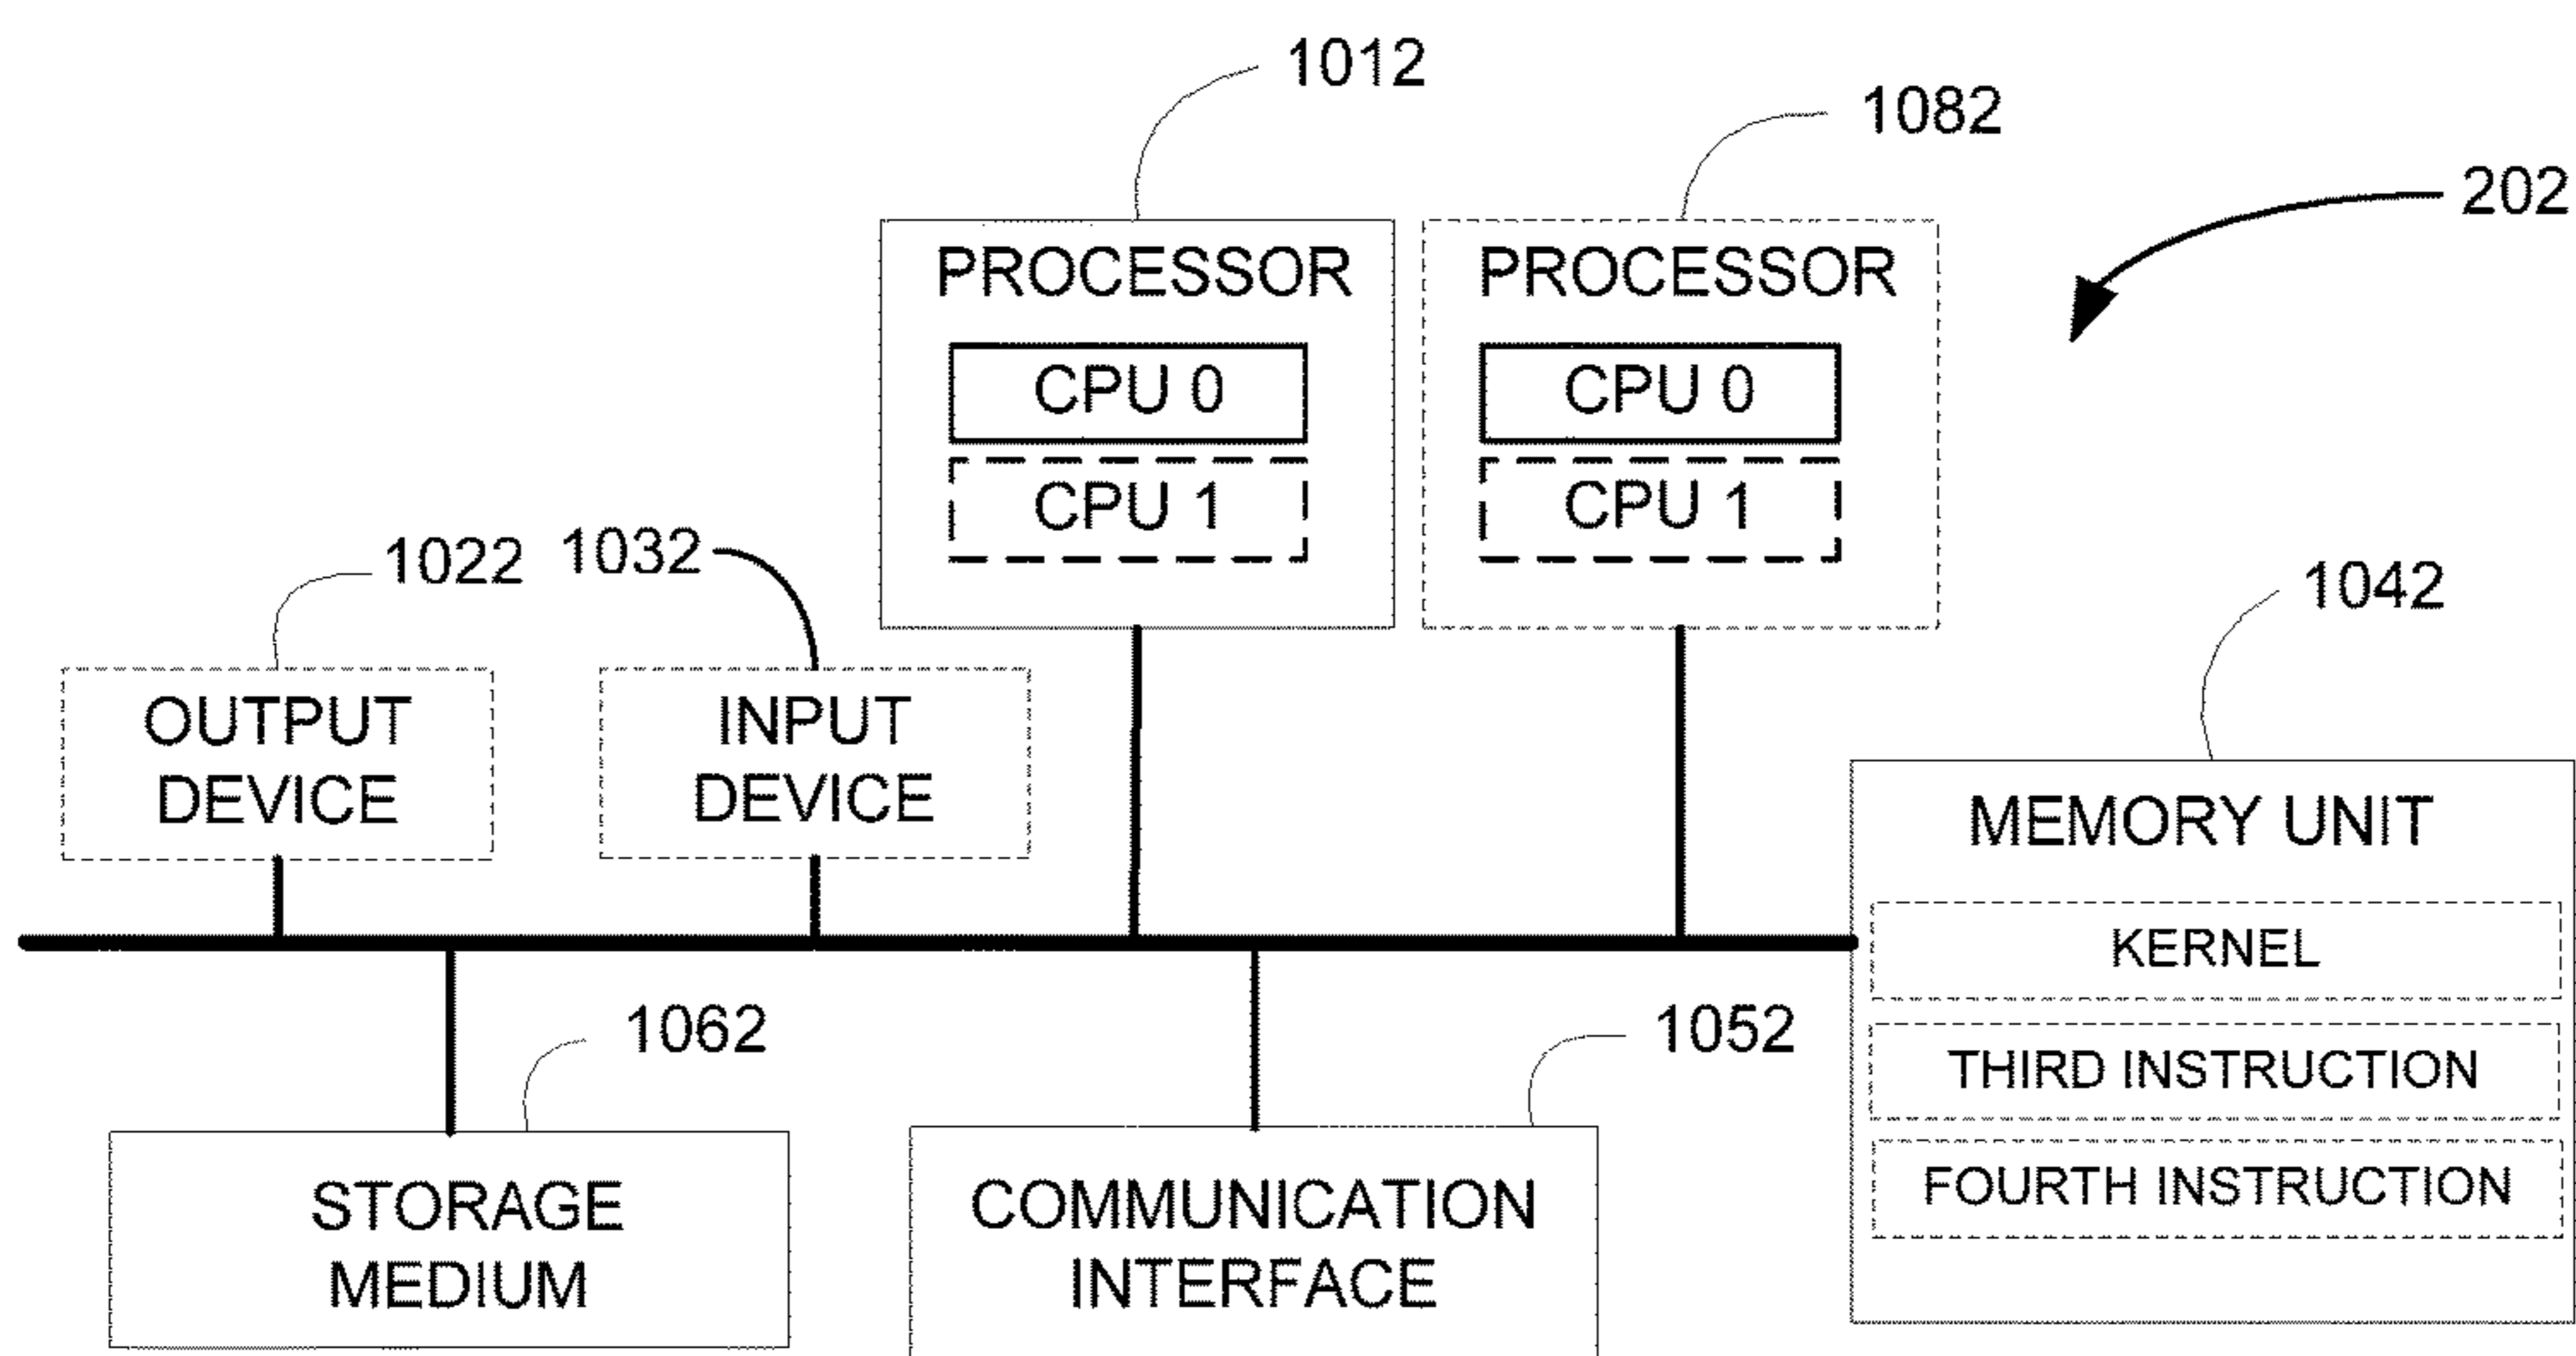 1012
1082
202
PROCESSOR
CPU 0
CPU 1
PROCESSOR
CPU 0
CPU 1
1022
1032
1042
OUTPUT
DEVICE
INPUT
DEVICE
MEMORY UNIT
KERNEL
THIRD INSTRUCTION
FOURTH INSTRUCTION
1062
1052
STORAGE
MEDIUM
COMMUNICATION
INTERFACE